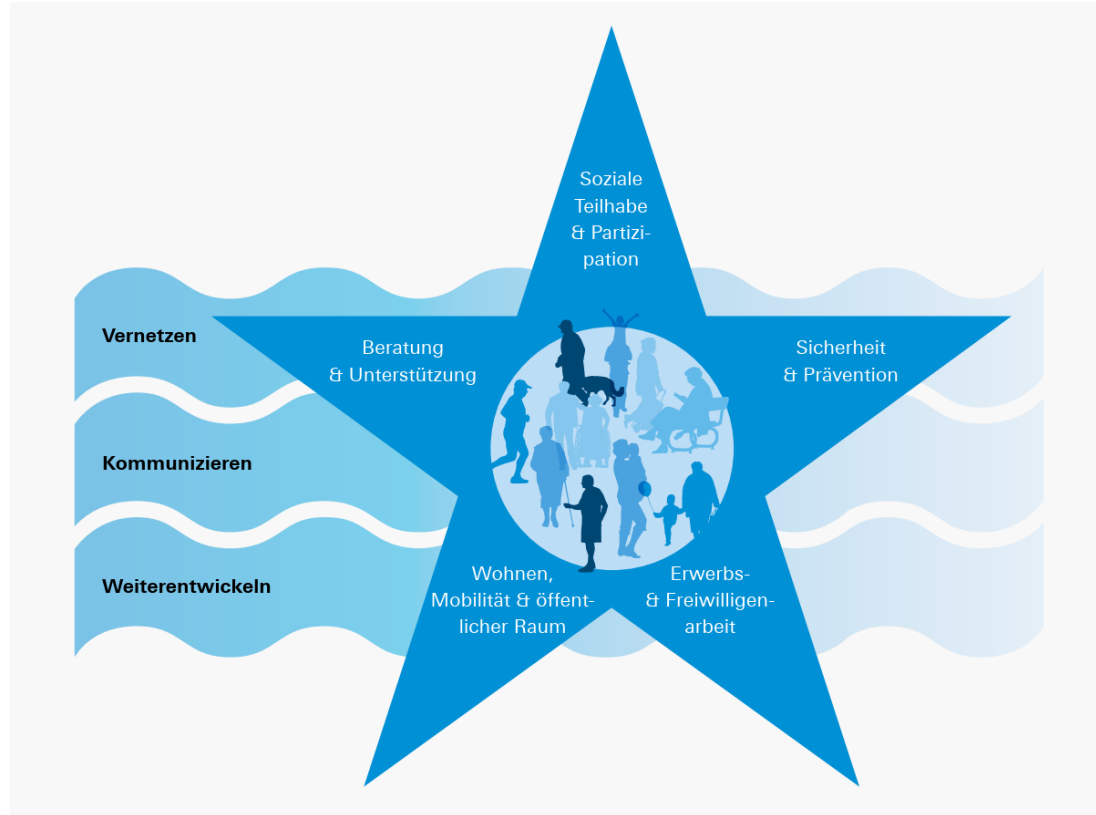 Soziale
Teilhabe
& Partizi-
pation
Vernetzen
Beratung
& Unterstützung
Sicherheit
& Prävention
Kommunizieren
Weiterentwickeln
Wohnen,
Mobilität & öffent-
licher Raum
Erwerbs-
& Freiwilligen-
arbeit